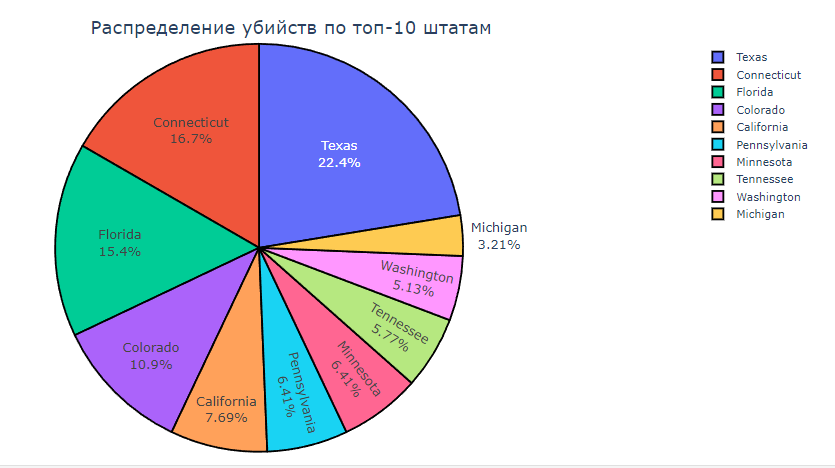 Распределение убийств по топ-10 штатам
Texas
22.4%
Connecticut
16.7%
Florida
15.4%
Colorado
10.9%
California
7.69%
Pennsylvania
6.41%
Minnesota
6.41%
Tennessee
5.77%
Washington
5.13%
Michigan
3.21%
Texas
Connecticut
Florida
Colorado
California
Pennsylvania
Minnesota
Tennessee
Washington
Michigan